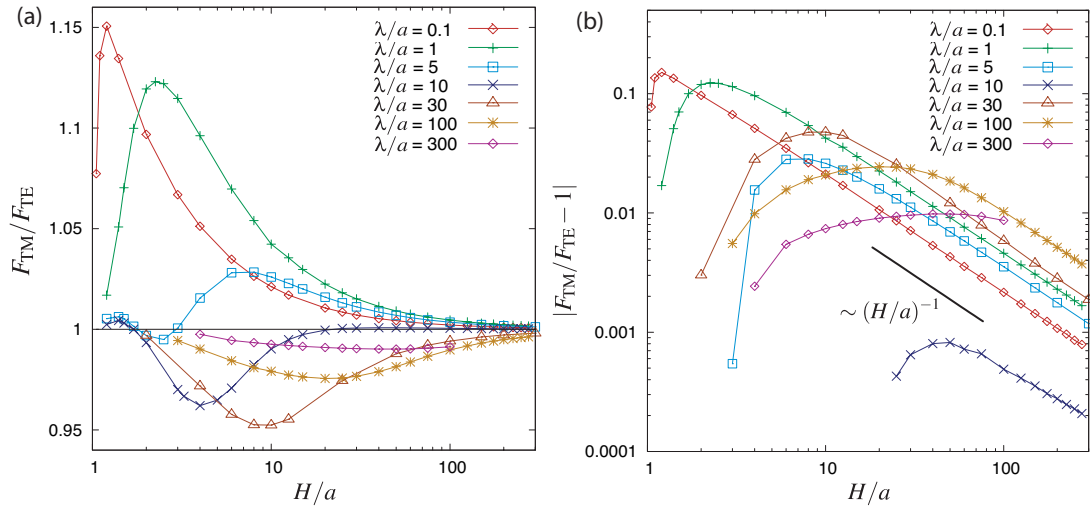 (a)
1.15
1.1
1.05
1
0.95
F_TM/F_TE
λ/a = 0.1
λ/a = 1
λ/a = 5
λ/a = 10
λ/a = 30
λ/a = 100
λ/a = 300
1 10 100
H/a
(b)
0.1
0.01
0.001
0.0001
|F_TM/F_TE − 1|
λ/a = 0.1
λ/a = 1
λ/a = 5
λ/a = 10
λ/a = 30
λ/a = 100
λ/a = 300
∼ (H/a)⁻¹
1 10 100
H/a